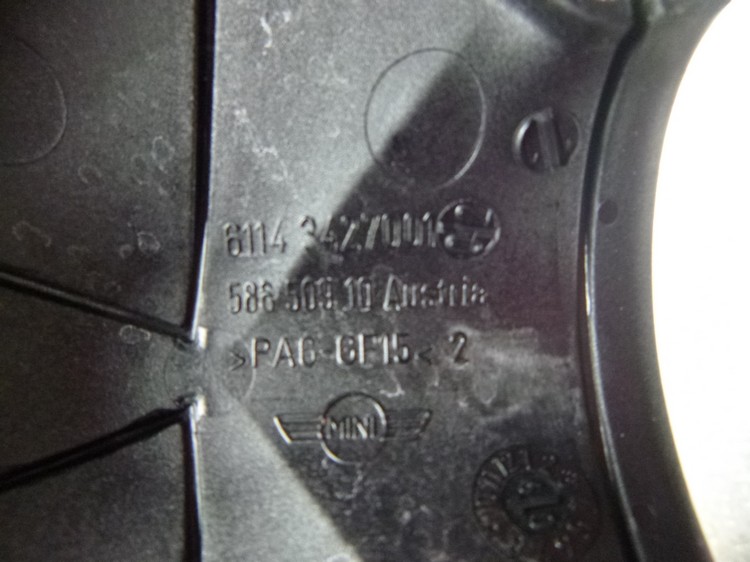 6114 3427001
586 509 10 Austria
>PA6-GF15< 2
MINI